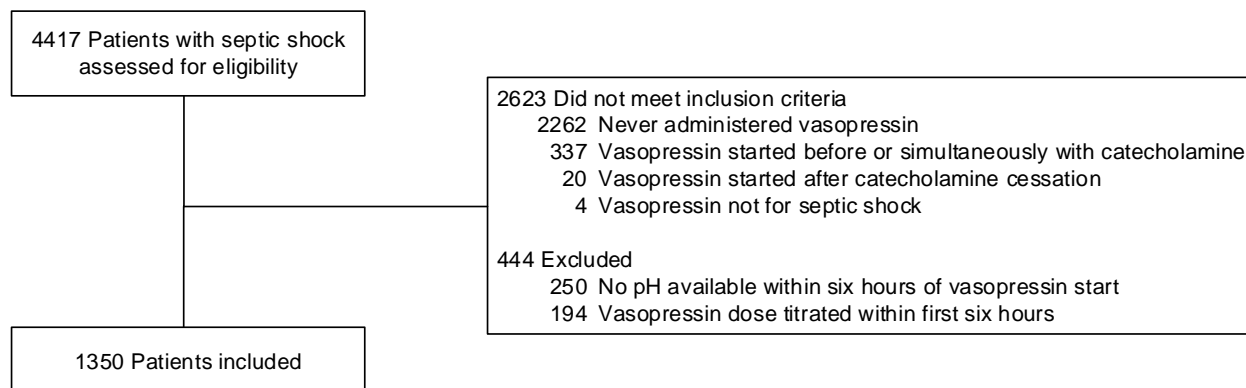 4417 Patients with septic shock
assessed for eligibility
2623 Did not meet inclusion criteria
2262 Never administered vasopressin
337 Vasopressin started before or simultaneously with catecholamine
20 Vasopressin started after catecholamine cessation
4 Vasopressin not for septic shock
444 Excluded
250 No pH available within six hours of vasopressin start
194 Vasopressin dose titrated within first six hours
1350 Patients included